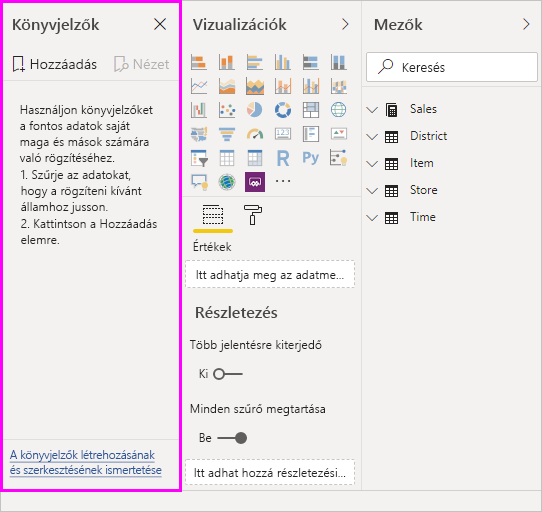 Könyvjelzők
Hozzáadás
Nézet
Használjon könyvjelzőket
a fontos adatok saját
maga és mások számára
való rögzítéséhez.
1. Szűrje az adatokat,
hogy a rögzíteni kívánt
államhoz jusson.
2. Kattintson a Hozzáadás
elemre.
A könyvjelzők létrehozásának
és szerkesztésének ismertetése
Vizualizációk
123
R
Py
Értékek
Itt adhatja meg az adatme...
Részletezés
Több jelentésre kiterjedő
Ki
Minden szűrő megtartása
Be
Itt adhat hozzá részletezési...
Mezők
Keresés
Sales
District
Item
Store
Time